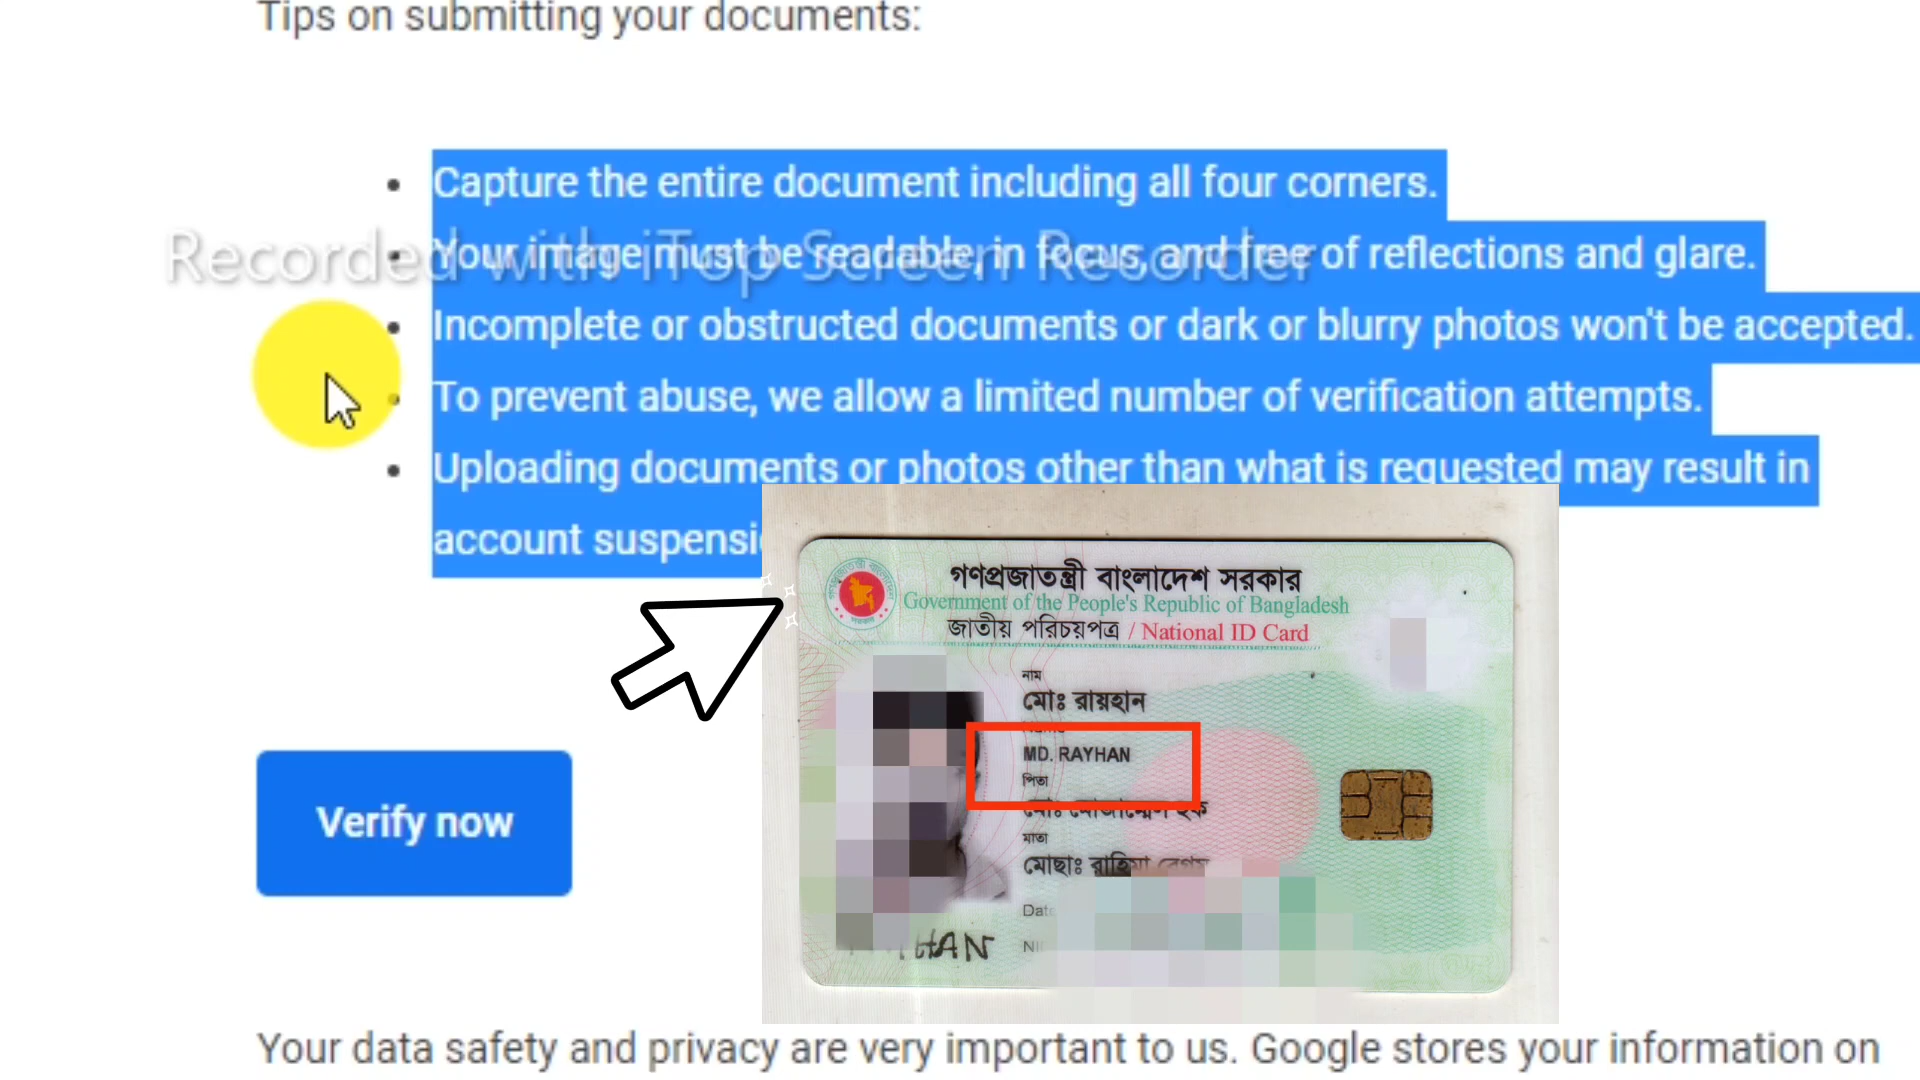 Tips on submitting your documents:
Capture the entire document including all four corners.
Your image must be readable, in focus, and free of reflections and glare.
Recorded with iTop Screen Recorder
Incomplete or obstructed documents or dark or blurry photos won't be accepted.
To prevent abuse, we allow a limited number of verification attempts.
Uploading documents or photos other than what is requested may result in
account
গণপ্রজাতন্ত্রী বাংলাদেশ সরকার
Government of the People's Republic of Bangladesh
জাতীয় পরিচয়পত্র / National ID Card
নাম
মোঃ রায়হান
MD. RAYHAN
পিতা
মাতা
মোছাঃ রাহিমা বেগম
Verify now
Your data safety and privacy are very important to us. Google stores your information on